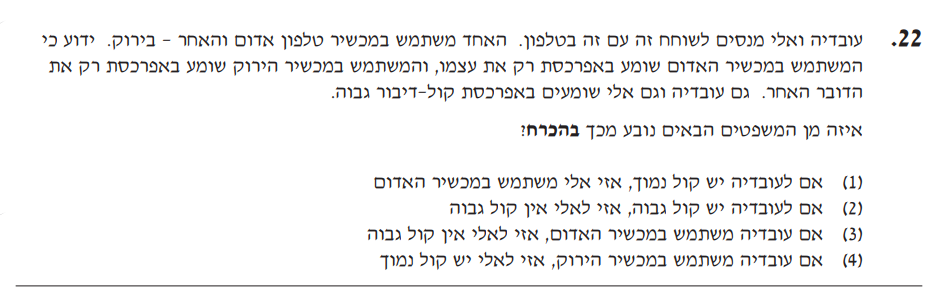 22. עובדיה ואלי מנסים לשוחח זה עם זה בטלפון. האחד משתמש במכשיר טלפון אדום והאחר - בירוק. ידוע כי
המשתמש במכשיר האדום שומע באפרכסת רק את עצמו, והמשתמש במכשיר הירוק שומע באפרכסת רק את
הדובר האחר. גם עובדיה וגם אלי שומעים באפרכסת קול-דיבור גבוה.
איזה מן המשפטים הבאים נובע מכך בהכרח?
(1) אם לעובדיה יש קול נמוך, אזי אלי משתמש במכשיר האדום
(2) אם לעובדיה יש קול גבוה, אזי לאלי אין קול גבוה
(3) אם עובדיה משתמש במכשיר האדום, אזי לאלי אין קול גבוה
(4) אם עובדיה משתמש במכשיר הירוק, אזי לאלי יש קול נמוך